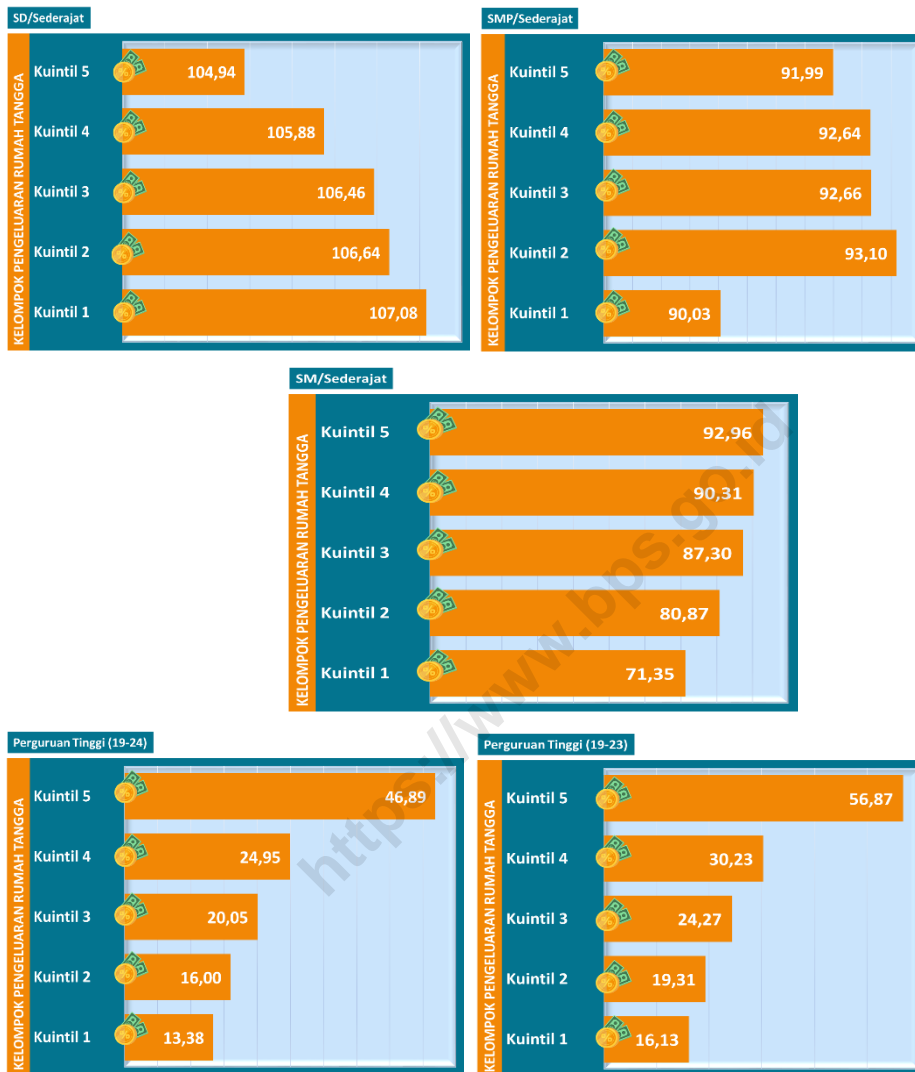 SD/Sederajat
KELOMPOK PENGELUARAN RUMAH TANGGA
Kuintil 5 104,94
Kuintil 4 105,88
Kuintil 3 106,46
Kuintil 2 106,64
Kuintil 1 107,08
SMP/Sederajat
KELOMPOK PENGELUARAN RUMAH TANGGA
Kuintil 5 91,99
Kuintil 4 92,64
Kuintil 3 92,66
Kuintil 2 93,10
Kuintil 1 90,03
SM/Sederajat
KELOMPOK PENGELUARAN RUMAH TANGGA
Kuintil 5 92,96
Kuintil 4 90,31
Kuintil 3 87,30
Kuintil 2 80,87
Kuintil 1 71,35
Perguruan Tinggi (19-24)
KELOMPOK PENGELUARAN RUMAH TANGGA
Kuintil 5 46,89
Kuintil 4 24,95
Kuintil 3 20,05
Kuintil 2 16,00
Kuintil 1 13,38
Perguruan Tinggi (19-23)
KELOMPOK PENGELUARAN RUMAH TANGGA
Kuintil 5 56,87
Kuintil 4 30,23
Kuintil 3 24,27
Kuintil 2 19,31
Kuintil 1 16,13
https://www.bps.go.id